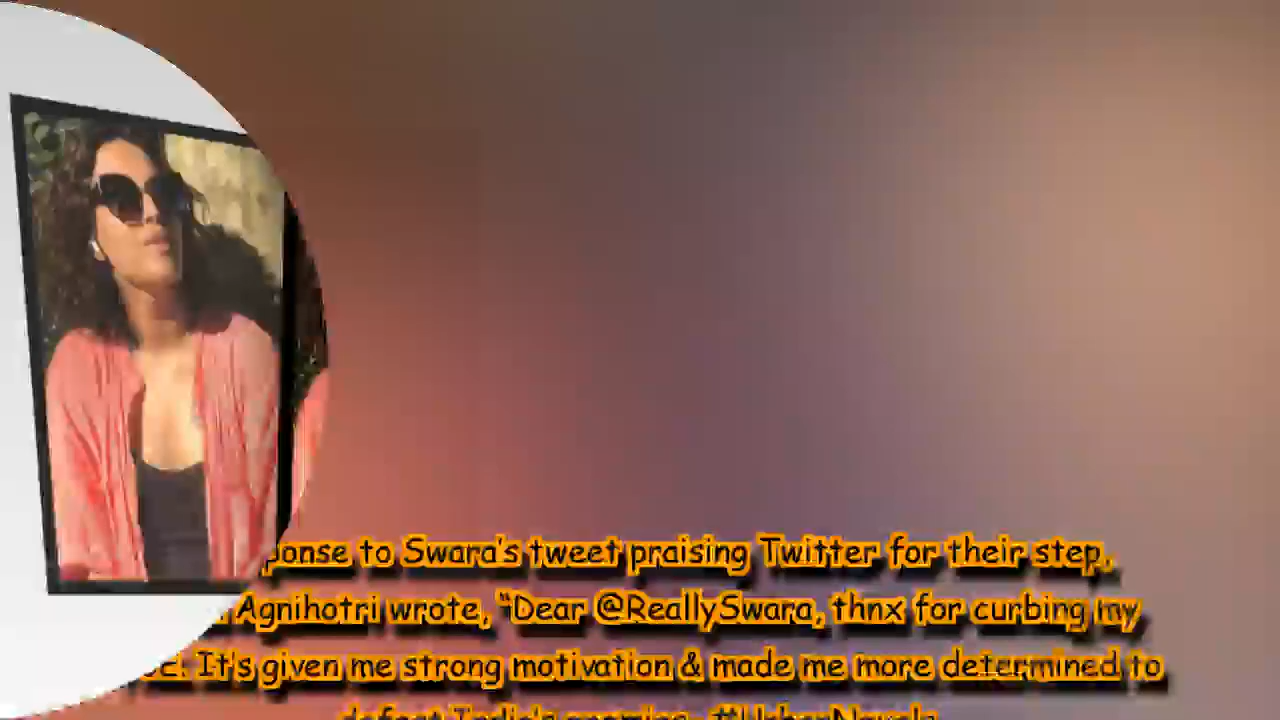 ponse to Swara's tweet praising Twitter for their step,
Agnihotri wrote, “Dear @ReallySwara, thnx for curbing my
It's given me strong motivation & made me more determined to